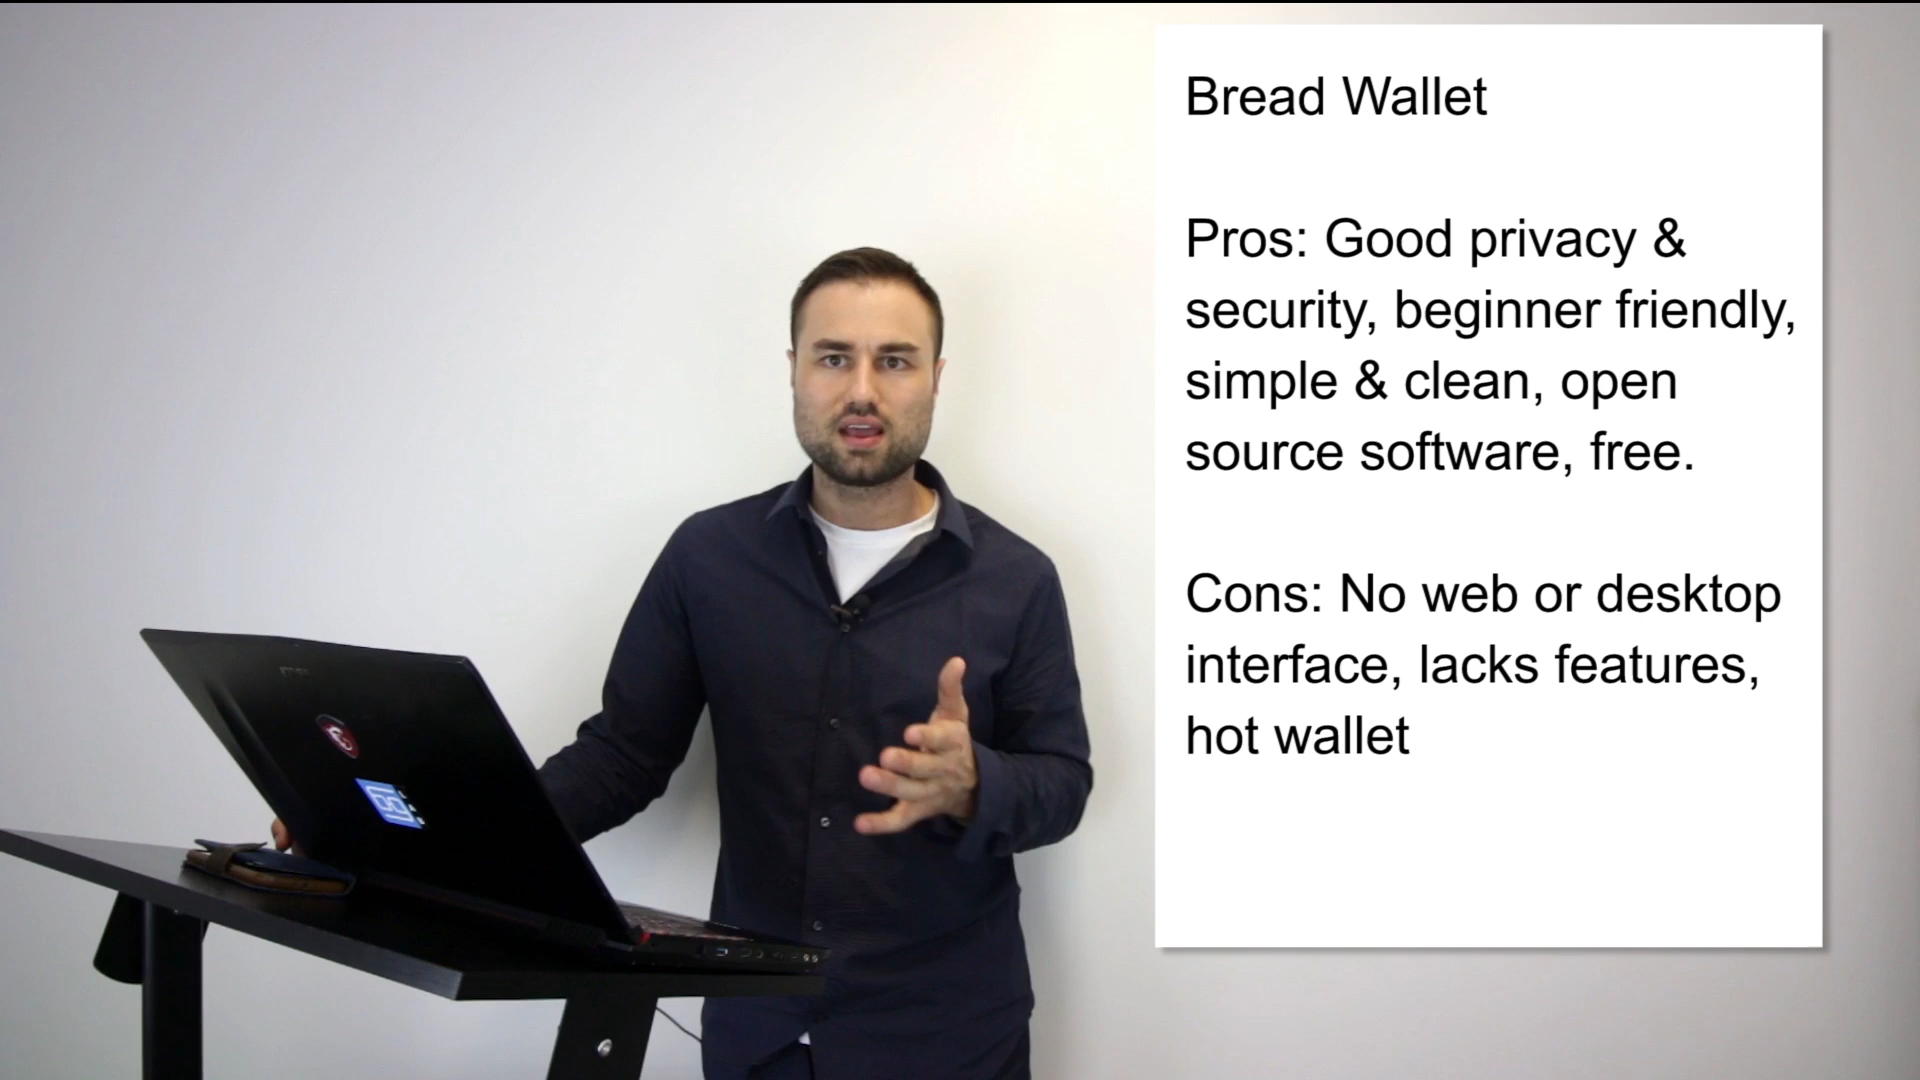 Bread Wallet
Pros: Good privacy &
security, beginner friendly,
simple & clean, open
source software, free.
Cons: No web or desktop
interface, lacks features,
hot wallet